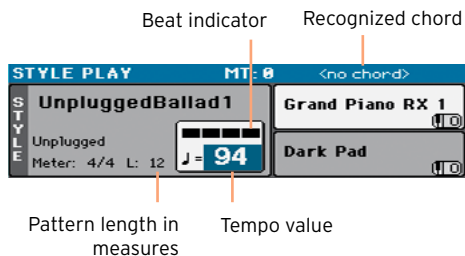 Beat indicator Recognized chord
STYLE PLAY MT: 0 <no chord>
STYLE
UnpluggedBallad1
Grand Piano RX 1
Unplugged
Meter: 4/4 L: 12
♩= 94
Dark Pad
Pattern length in
measures
Tempo value